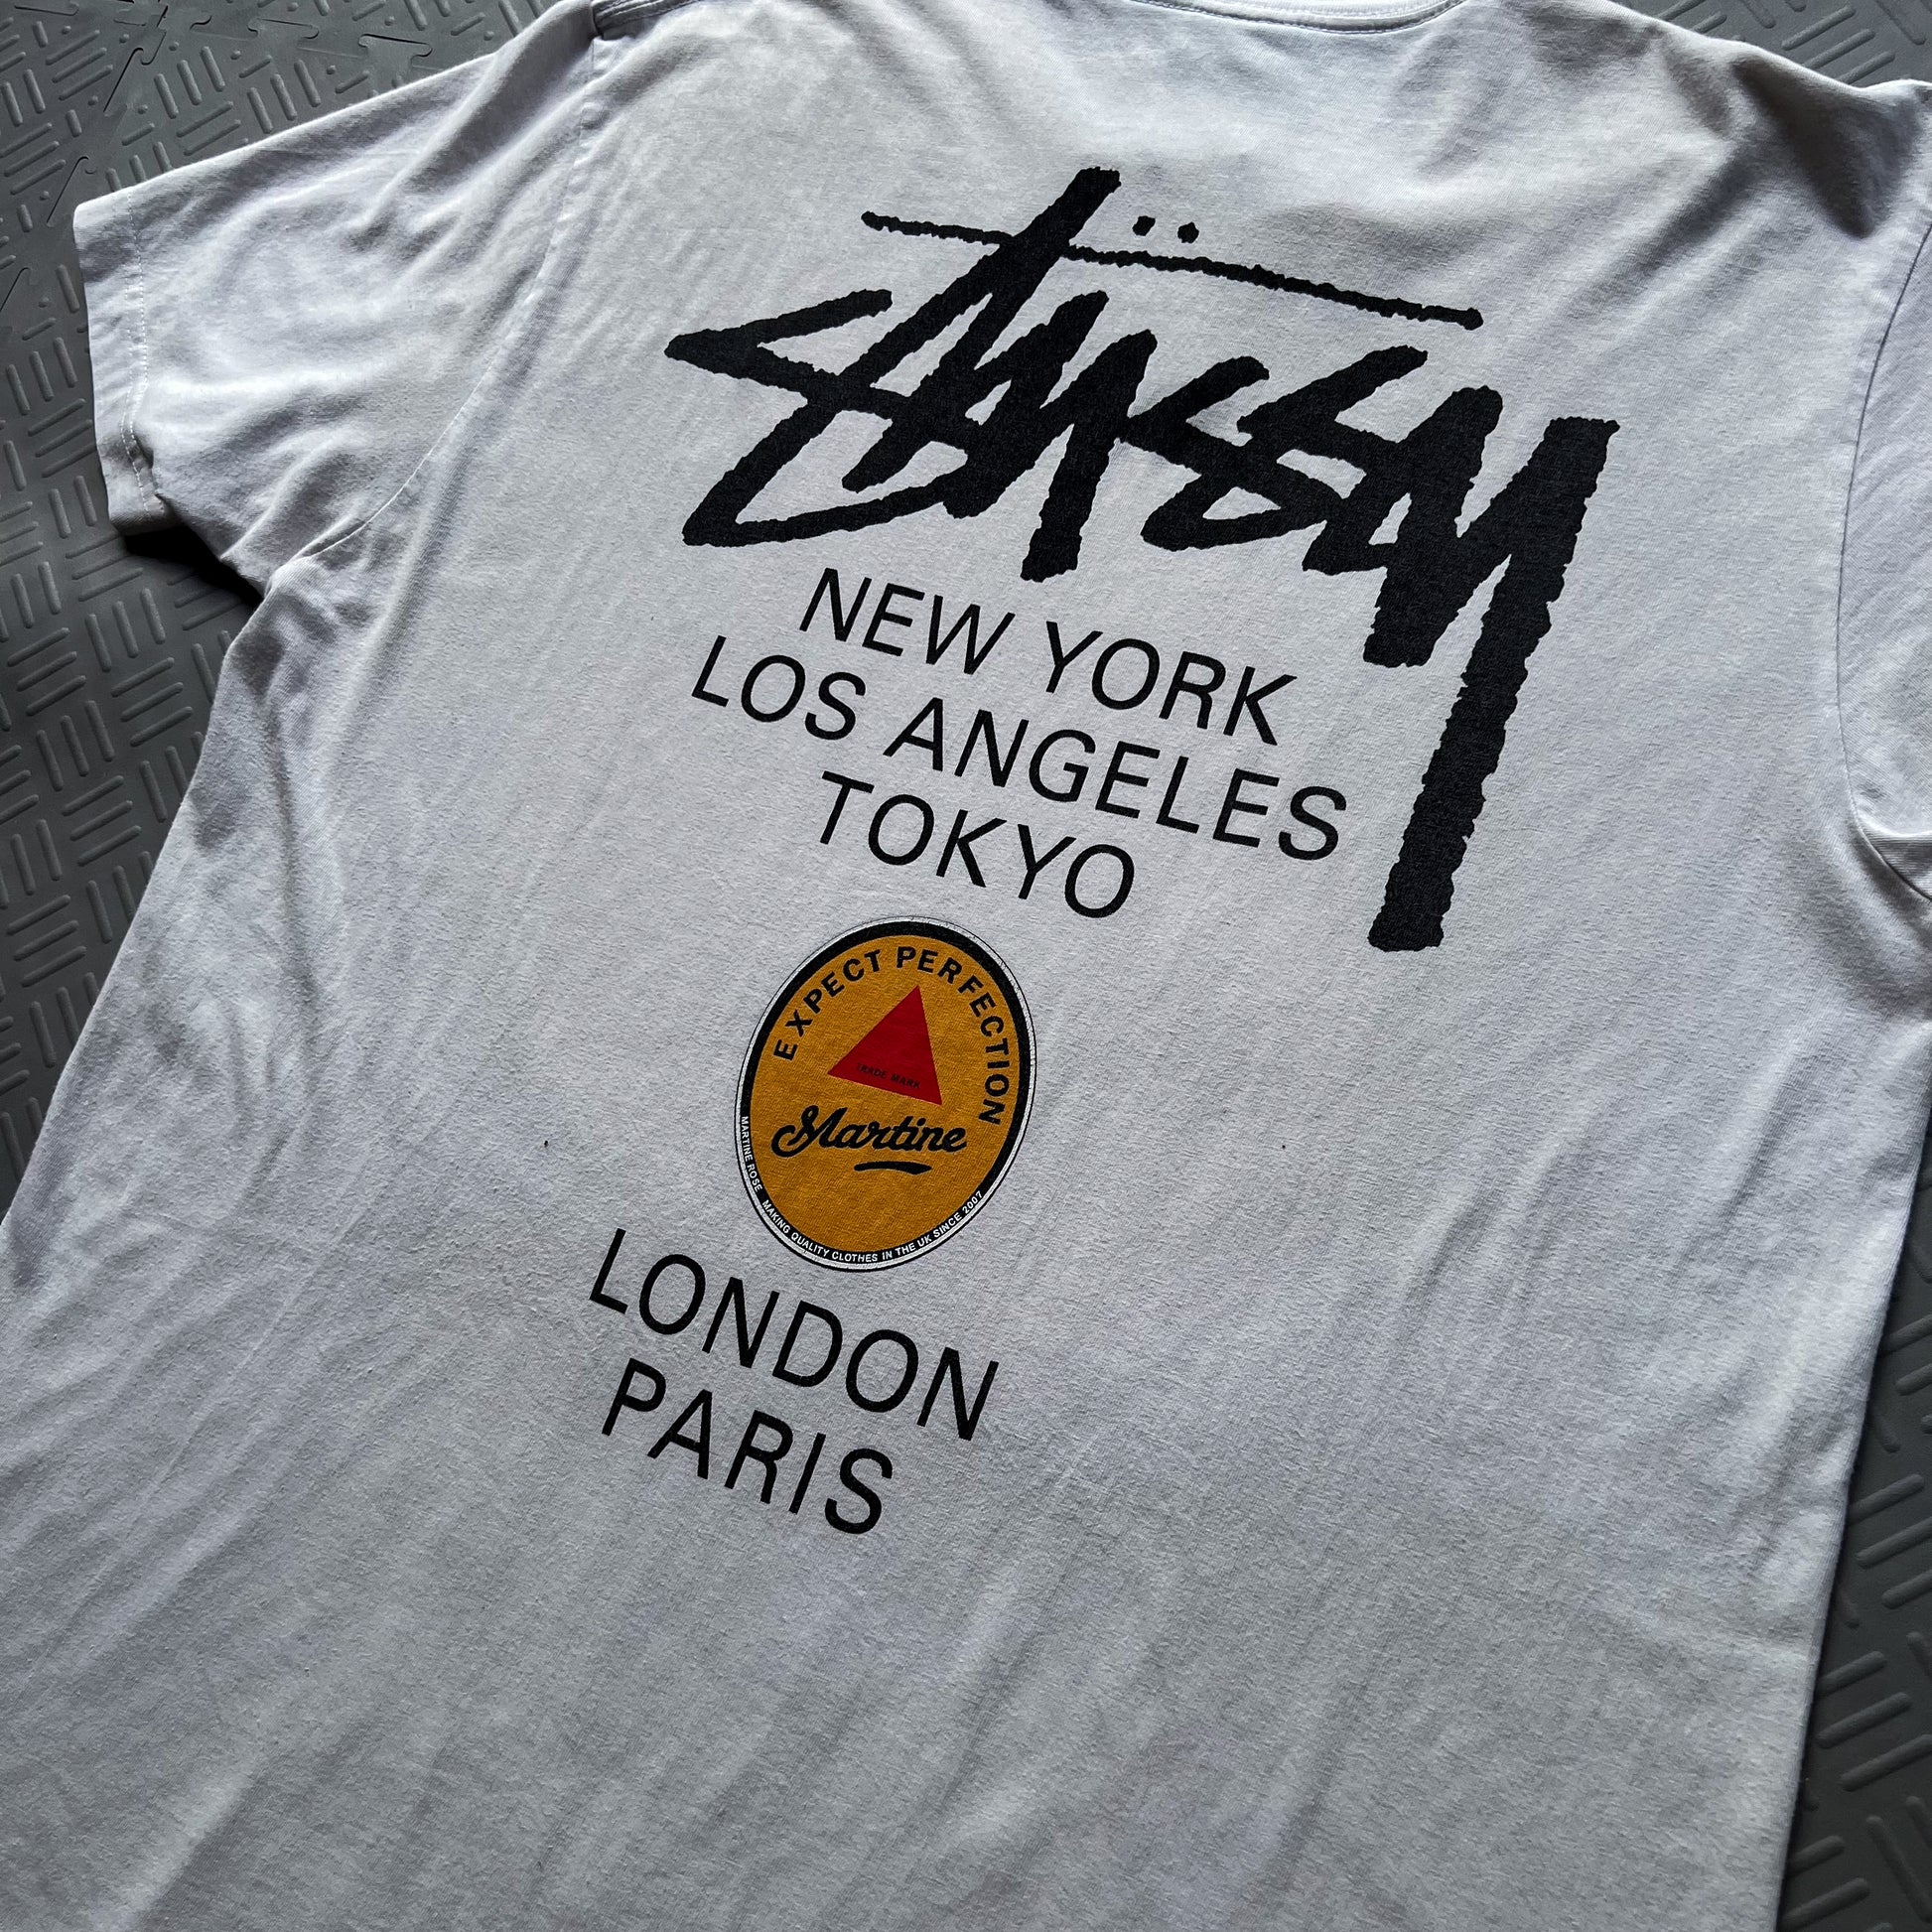 Stüssy
NEW YORK
LOS ANGELES
TOKYO
EXPECT PERFECTION
TRADE MARK
Martine
MARTINE ROSE MAKING QUALITY CLOTHES IN THE UK SINCE 2007
LONDON
PARIS